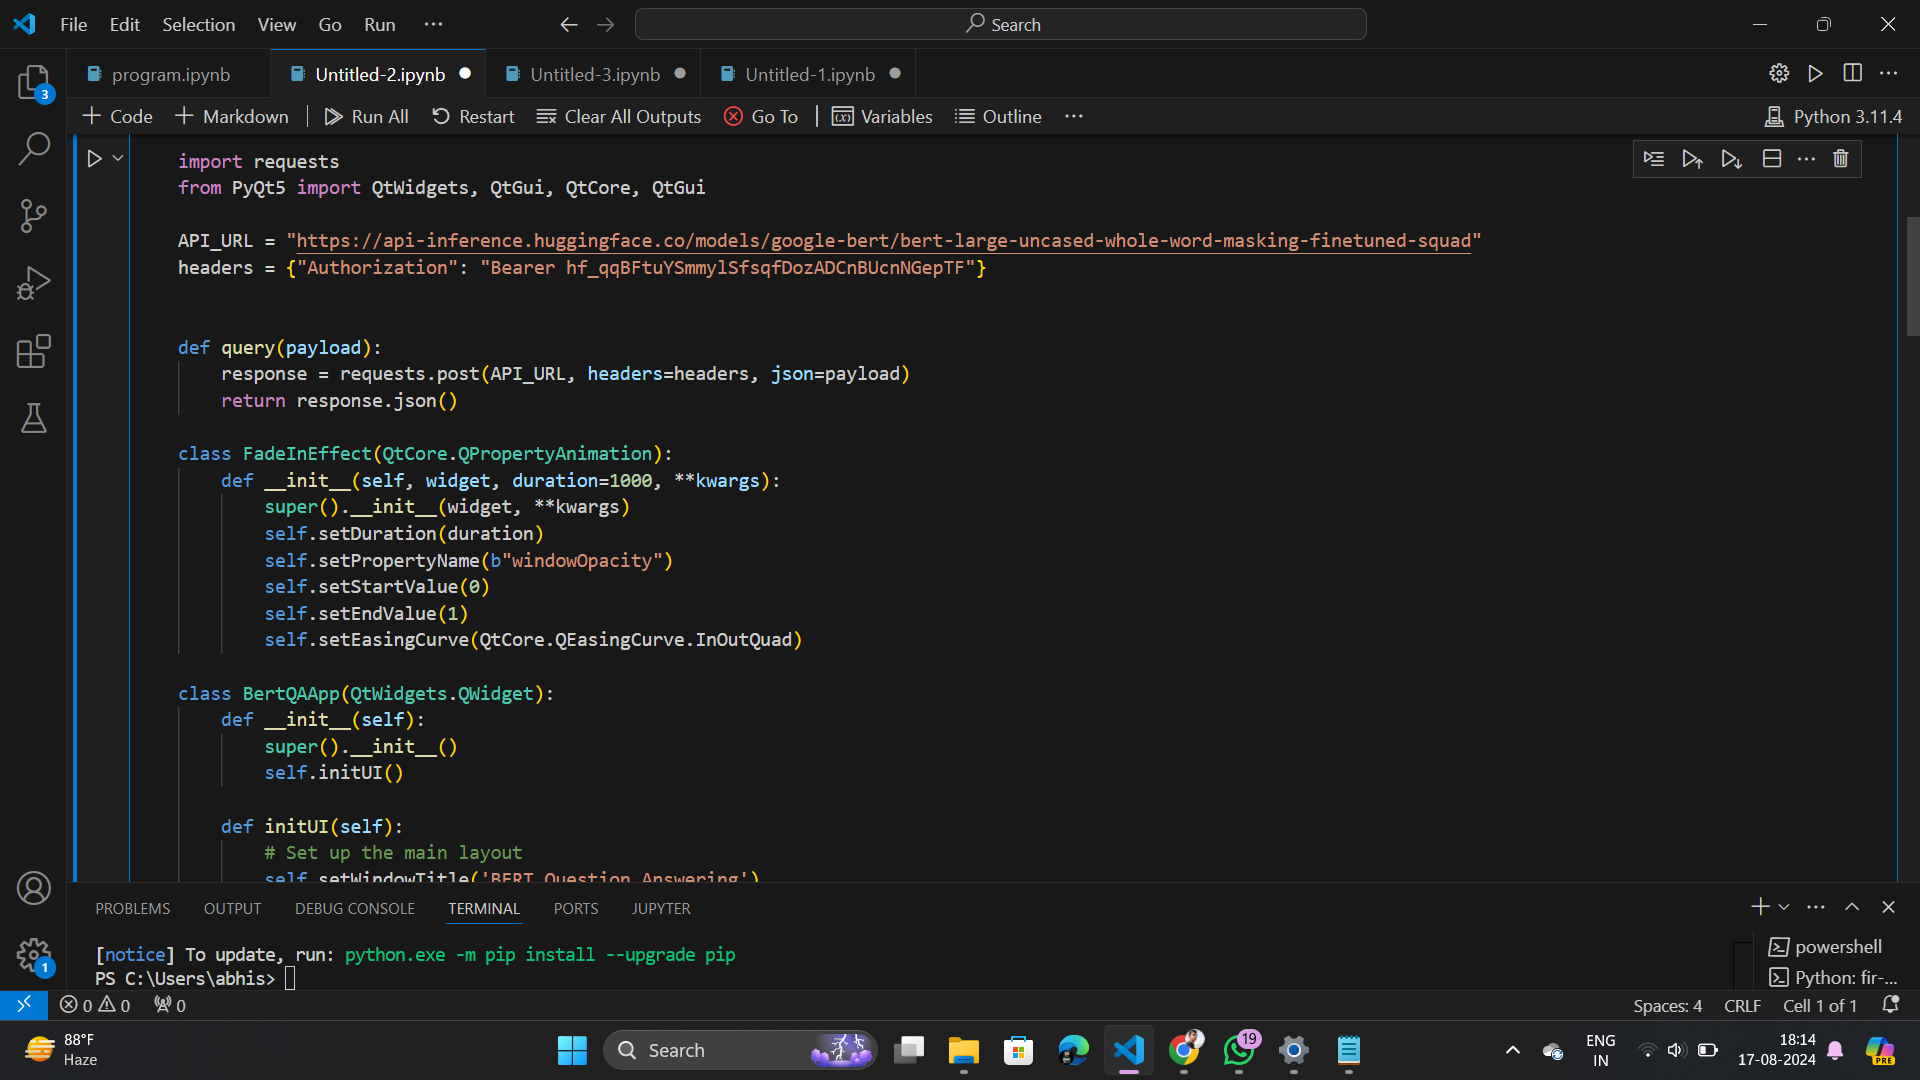 File Edit Selection View Go Run ···
Search
program.ipynb Untitled-2.ipynb Untitled-3.ipynb Untitled-1.ipynb
3
Code Markdown Run All Restart Clear All Outputs Go To Variables Outline ··· Python 3.11.4
import requests
from PyQt5 import QtWidgets, QtGui, QtCore, QtGui
API_URL = "https://api-inference.huggingface.co/models/google-bert/bert-large-uncased-whole-word-masking-finetuned-squad"
headers = {"Authorization": "Bearer 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"}
def query(payload):
response = requests.post(API_URL, headers=headers, json=payload)
return response.json()
class FadeInEffect(QtCore.QPropertyAnimation):
def __init__(self, widget, duration=1000, **kwargs):
super().__init__(widget, **kwargs)
self.setDuration(duration)
self.setPropertyName(b"windowOpacity")
self.setStartValue(0)
self.setEndValue(1)
self.setEasingCurve(QtCore.QEasingCurve.InOutQuad)
class BertQAApp(QtWidgets.QWidget):
def __init__(self):
super().__init__()
self.initUI()
def initUI(self):
# Set up the main layout
self.setWindowTitle('BERT Question Answering')
PROBLEMS OUTPUT DEBUG CONSOLE TERMINAL PORTS JUPYTER
[notice] To update, run: python.exe -m pip install --upgrade pip
PS C:\Users\abhis>
powershell
Python: fir-...
1
0 0 0
Spaces: 4 CRLF Cell 1 of 1
88°F
Haze
Search
19
ENG
IN
18:14
17-08-2024
PRE